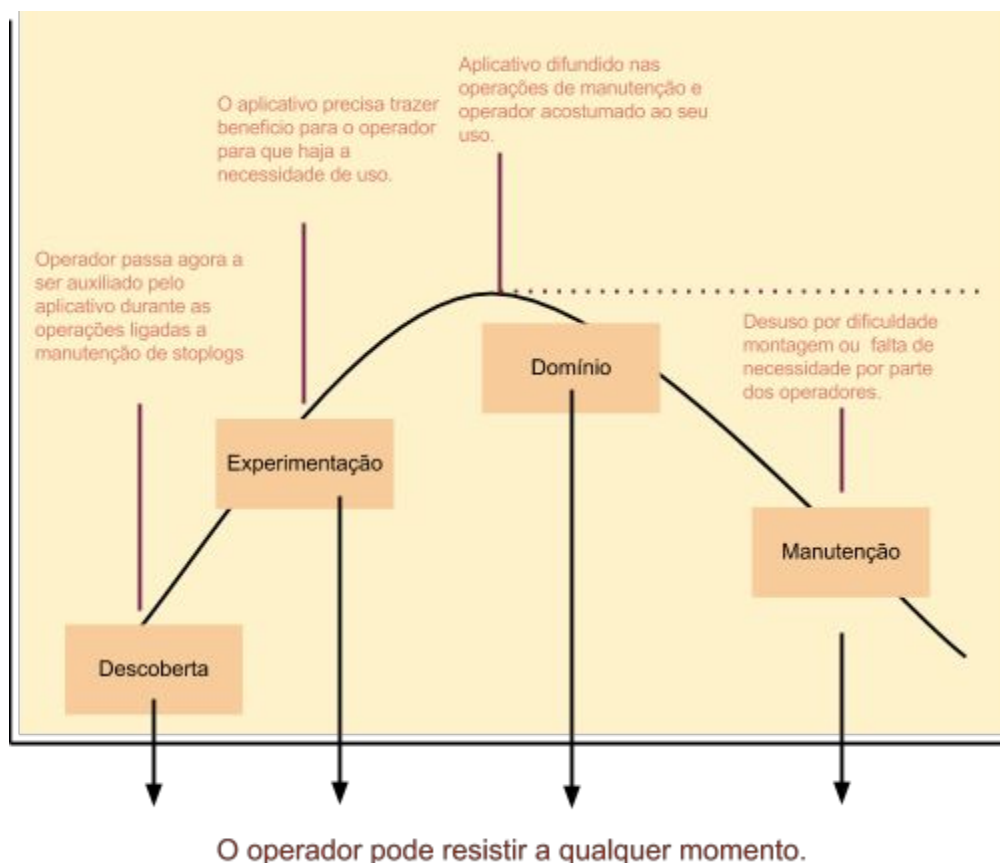 Aplicativo difundido nas
operações de manutenção e
operador acostumado ao seu
uso.
O aplicativo precisa trazer
beneficio para o operador
para que haja a
necessidade de uso.
Operador passa agora a
ser auxiliado pelo
aplicativo durante as
operações ligadas a
manutenção de stoplogs
Desuso por dificuldade
montagem ou falta de
necessidade por parte
dos operadores.
Domínio
Experimentação
Manutenção
Descoberta
O operador pode resistir a qualquer momento.